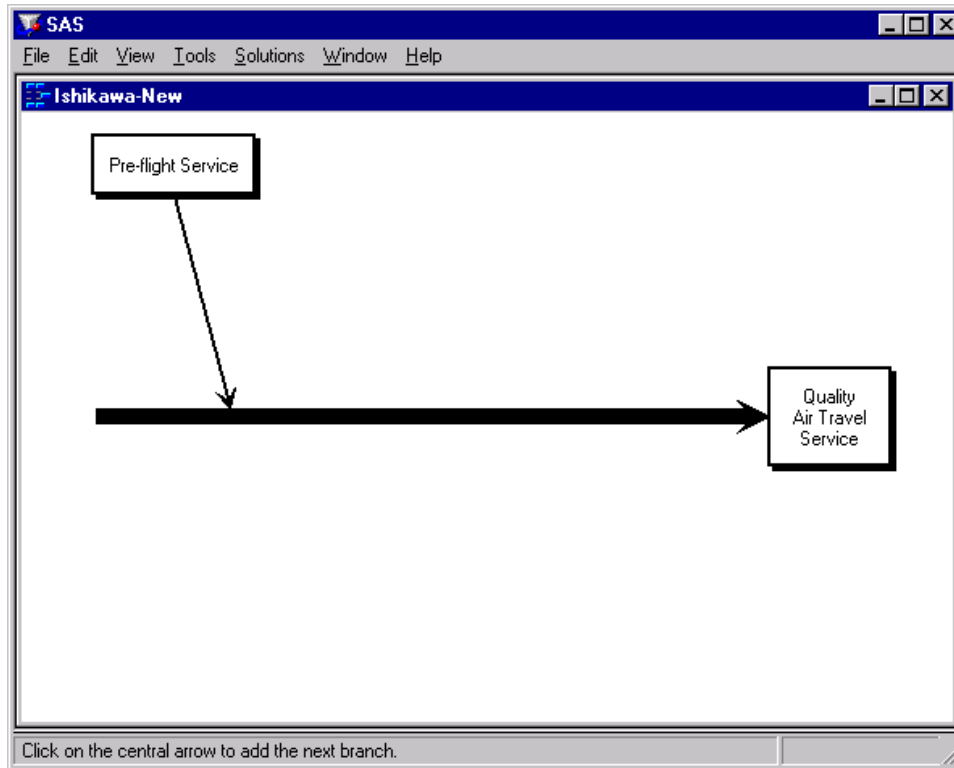 SAS
File Edit View Tools Solutions Window Help
Ishikawa-New
Pre-flight Service
Quality
Air Travel
Service
Click on the central arrow to add the next branch.